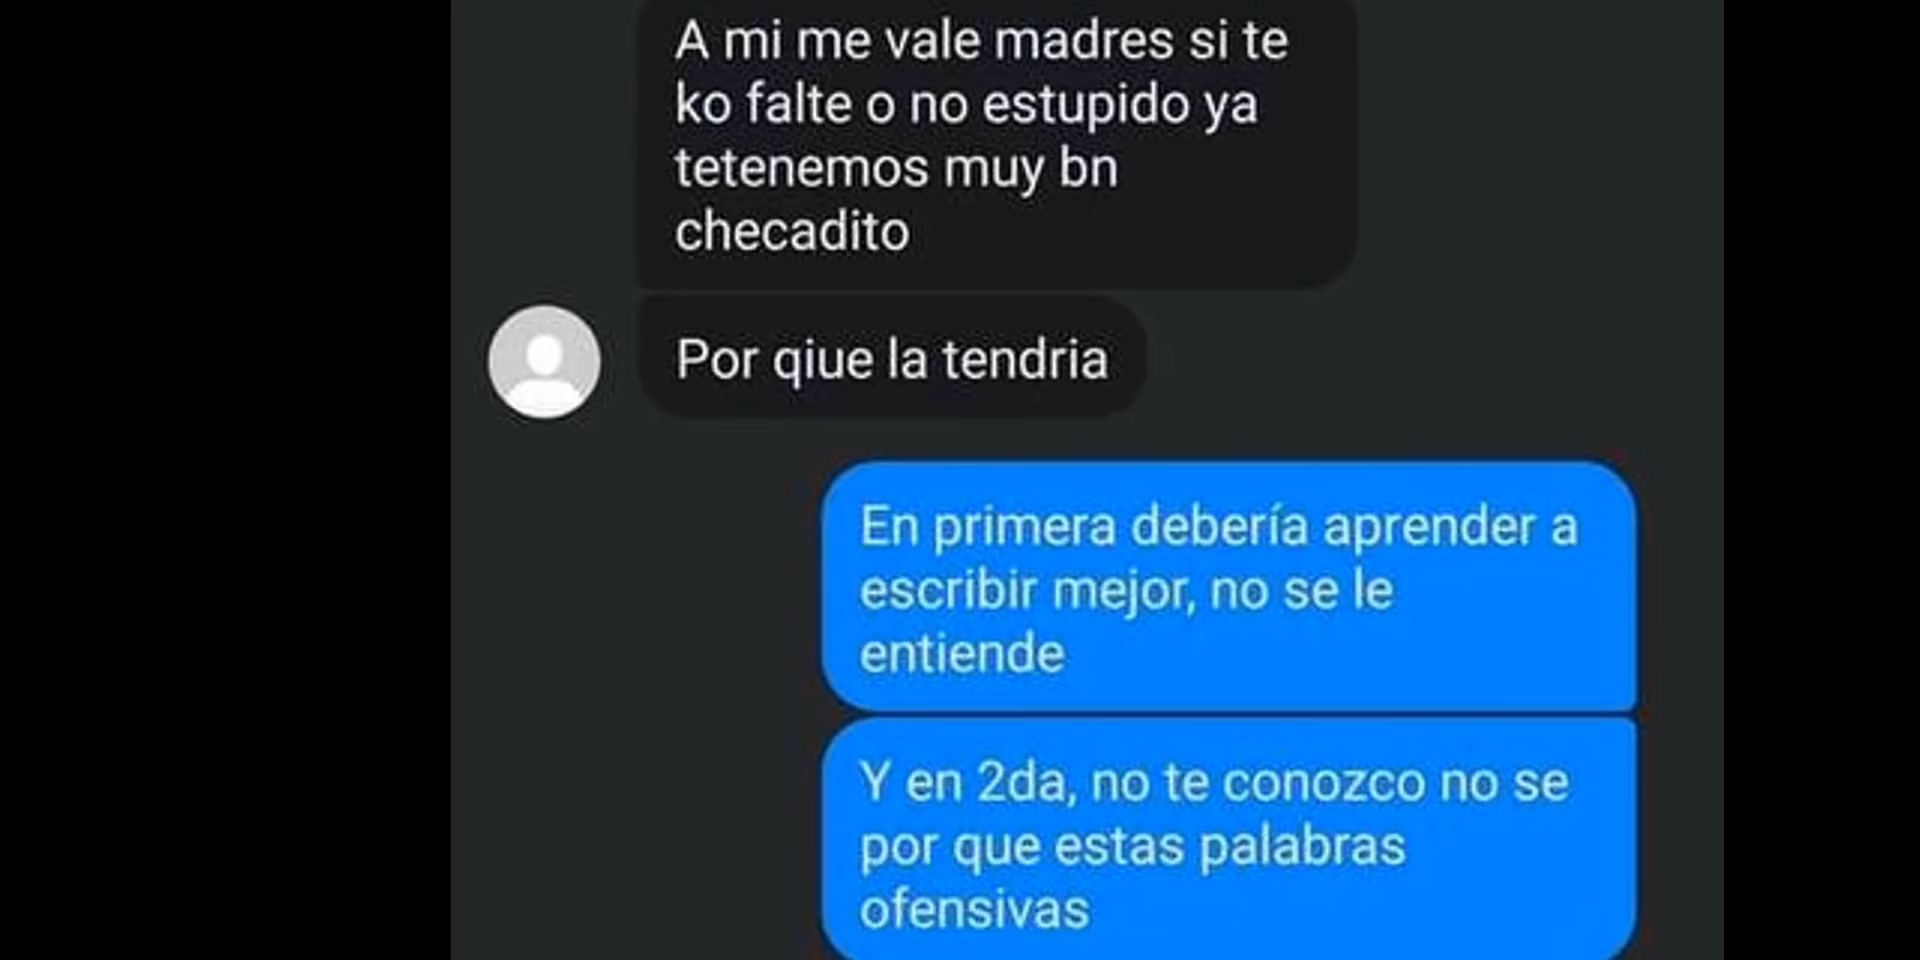 A mi me vale madres si te
ko falte o no estupido ya
tetenemos muy bn
checadito
Por qiue la tendria
En primera debería aprender a
escribir mejor, no se le
entiende
Y en 2da, no te conozco no se
por que estas palabras
ofensivas